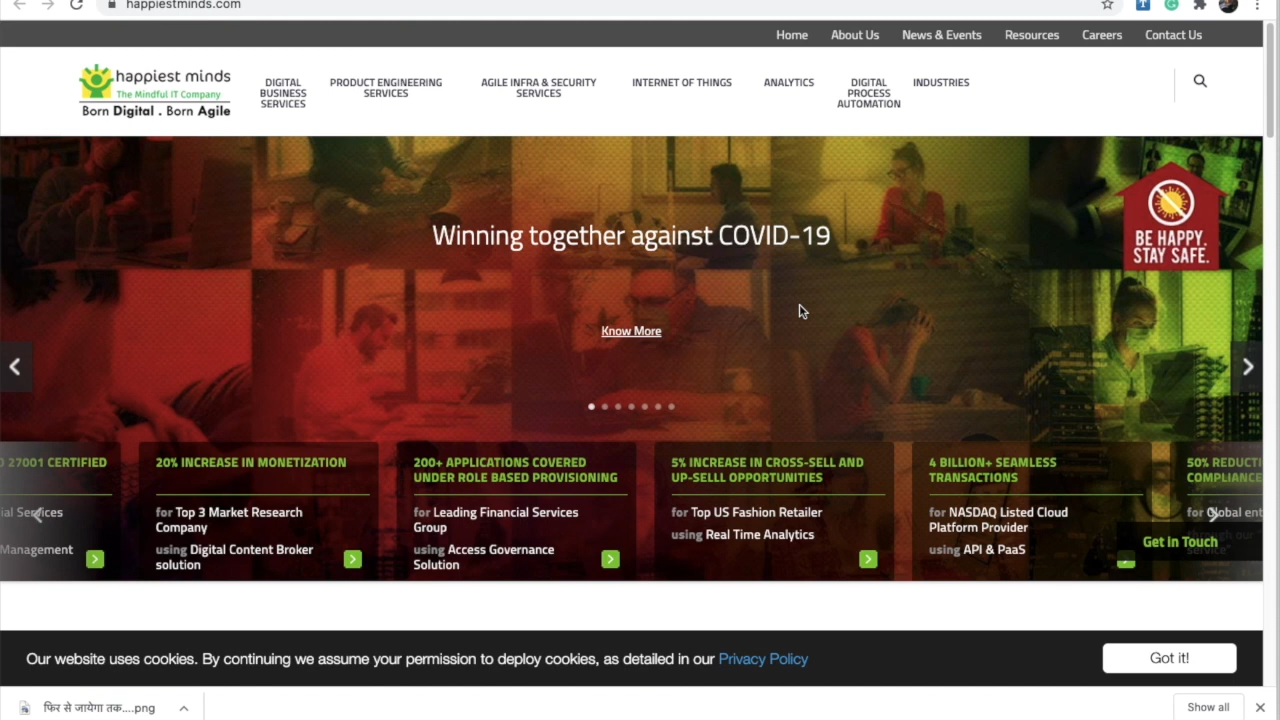 happiestminds.com
Home About Us News & Events Resources Careers Contact Us
happiest minds
The Mindful IT Company
Born Digital . Born Agile
DIGITAL
BUSINESS
SERVICES
PRODUCT ENGINEERING
SERVICES
AGILE INFRA & SECURITY
SERVICES
INTERNET OF THINGS
ANALYTICS
DIGITAL
PROCESS
AUTOMATION
INDUSTRIES
Winning together against COVID-19
BE HAPPY.
STAY SAFE.
Know More
27001 CERTIFIED
Services
Management
20% INCREASE IN MONETIZATION
for Top 3 Market Research
Company
using Digital Content Broker
solution
200+ APPLICATIONS COVERED
UNDER ROLE BASED PROVISIONING
for Leading Financial Services
Group
using Access Governance
Solution
5% INCREASE IN CROSS-SELL AND
UP-SELLL OPPORTUNITIES
for Top US Fashion Retailer
using Real Time Analytics
4 BILLION+ SEAMLESS
TRANSACTIONS
for NASDAQ Listed Cloud
Platform Provider
using API & PaaS
50% REDUCTI
COMPLIANCE
for Global ent
Get in Touch
Our website uses cookies. By continuing we assume your permission to deploy cookies, as detailed in our Privacy Policy
Got it!
फिर से जायेगा तक....png
Show all